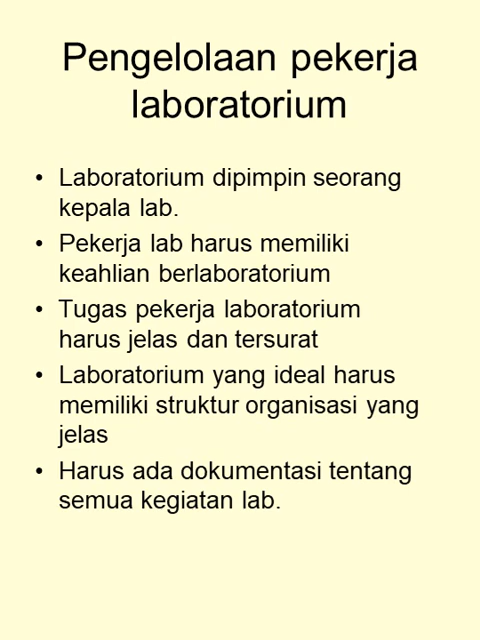 Pengelolaan pekerja
laboratorium
• Laboratorium dipimpin seorang
kepala lab.
• Pekerja lab harus memiliki
keahlian berlaboratorium
• Tugas pekerja laboratorium
harus jelas dan tersurat
• Laboratorium yang ideal harus
memiliki struktur organisasi yang
jelas
• Harus ada dokumentasi tentang
semua kegiatan lab.